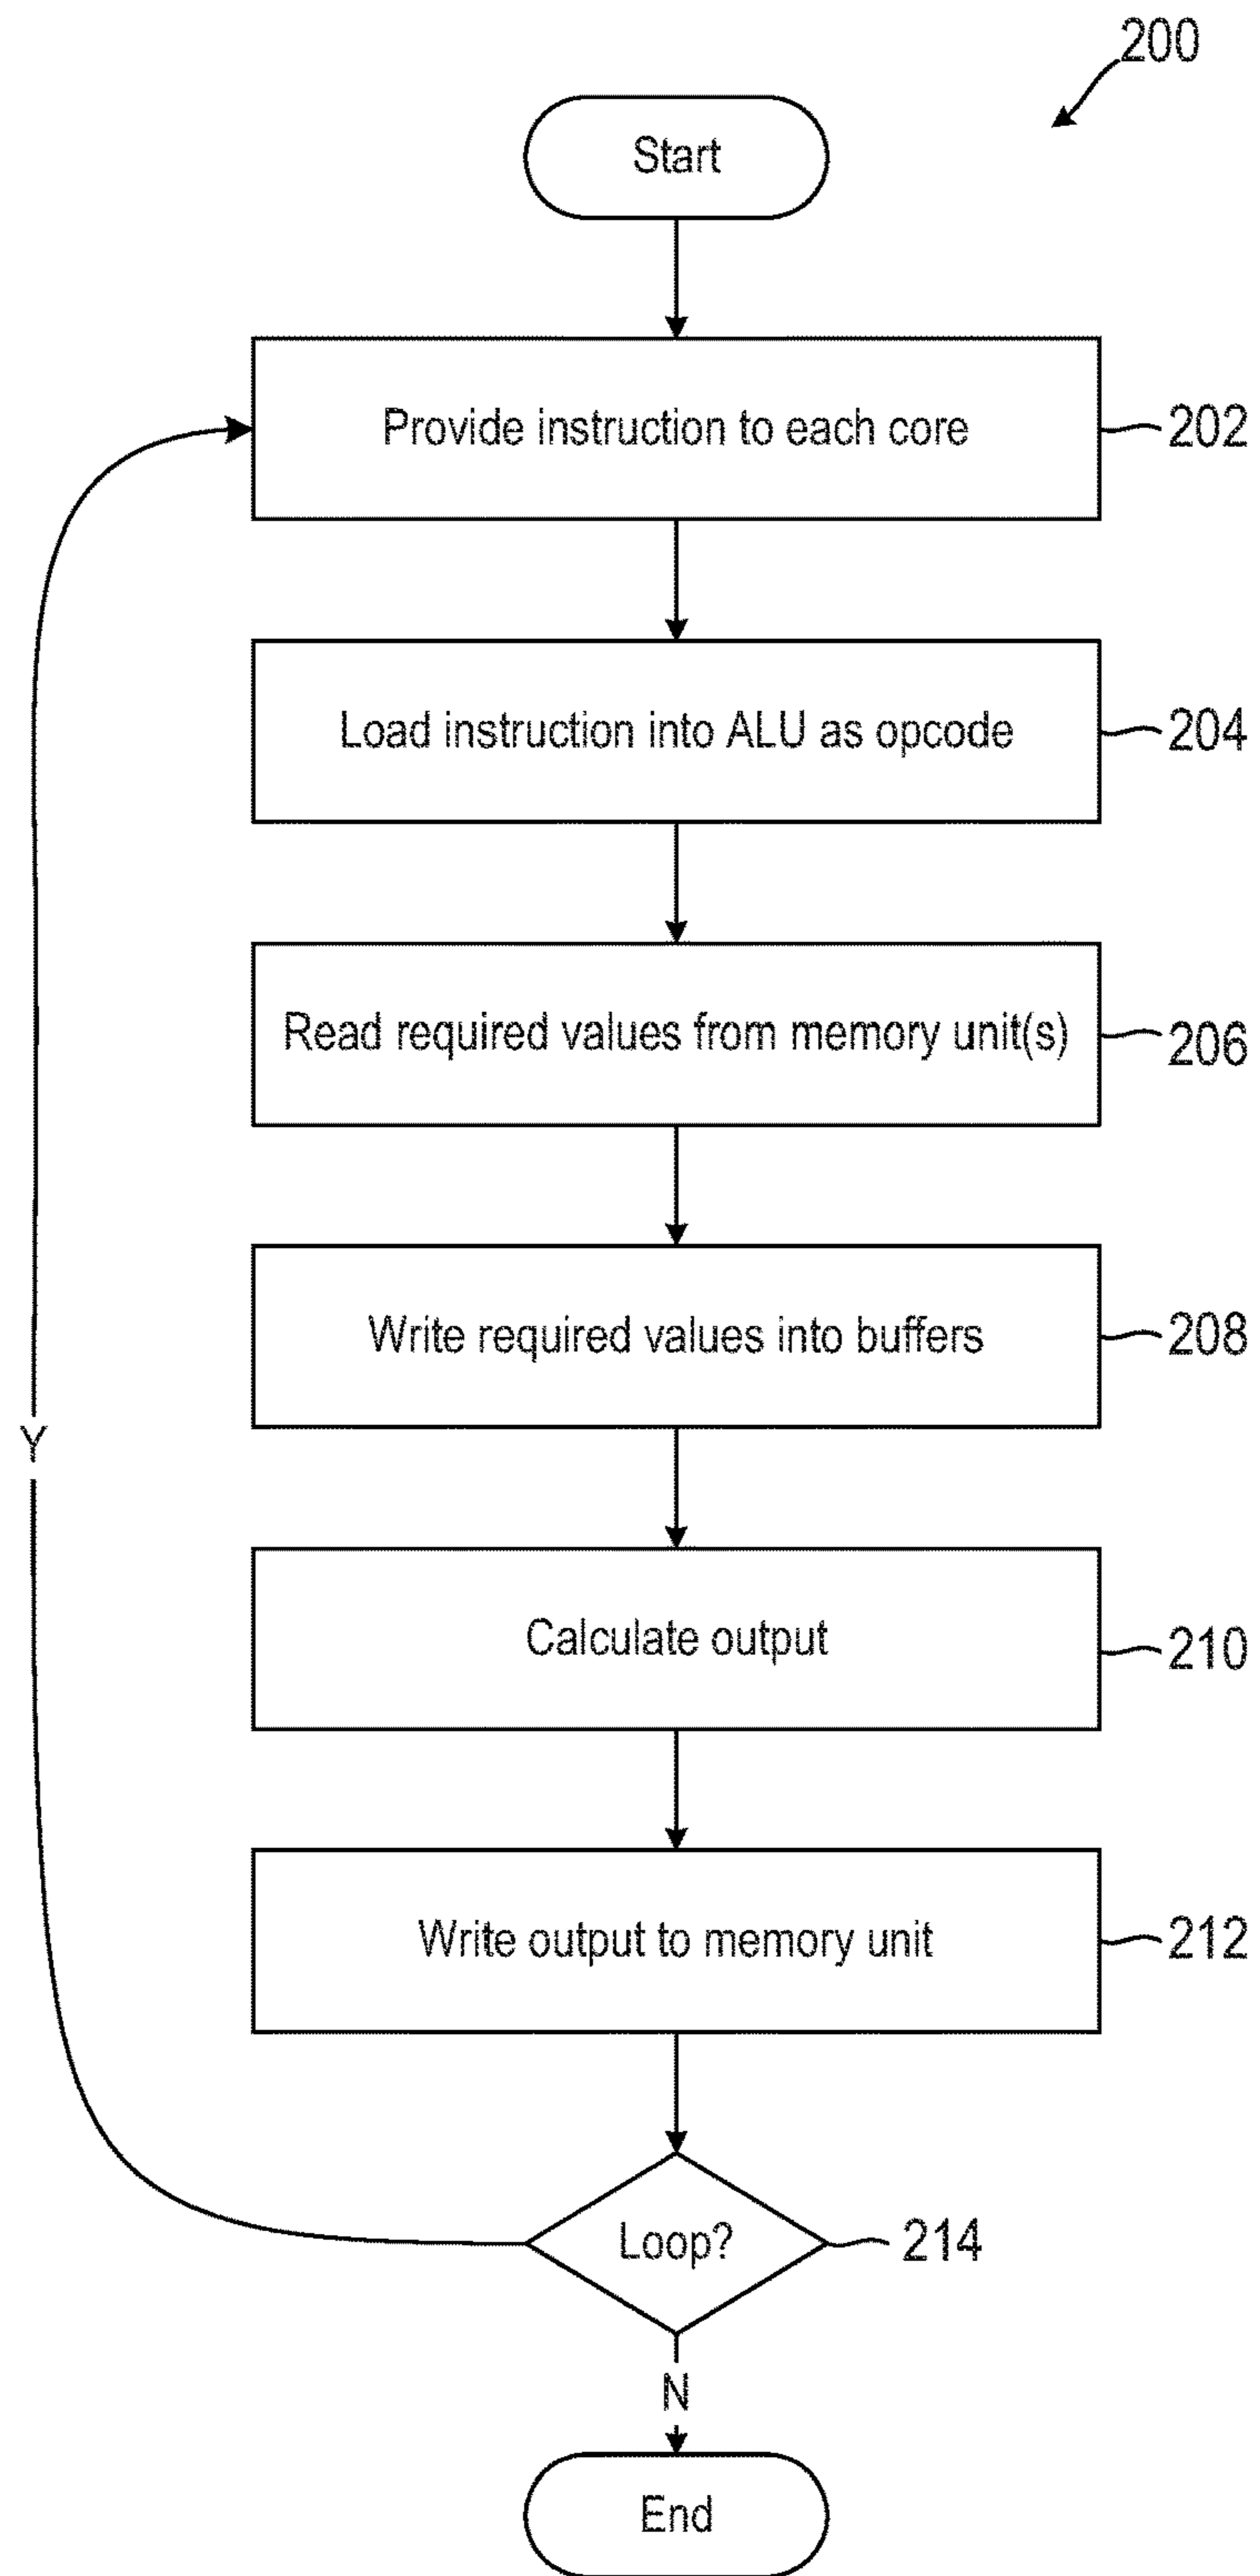 200
Start
Provide instruction to each core
202
Load instruction into ALU as opcode
204
Read required values from memory unit(s)
206
Write required values into buffers
208
Y
Calculate output
210
Write output to memory unit
212
Loop?
214
N
End